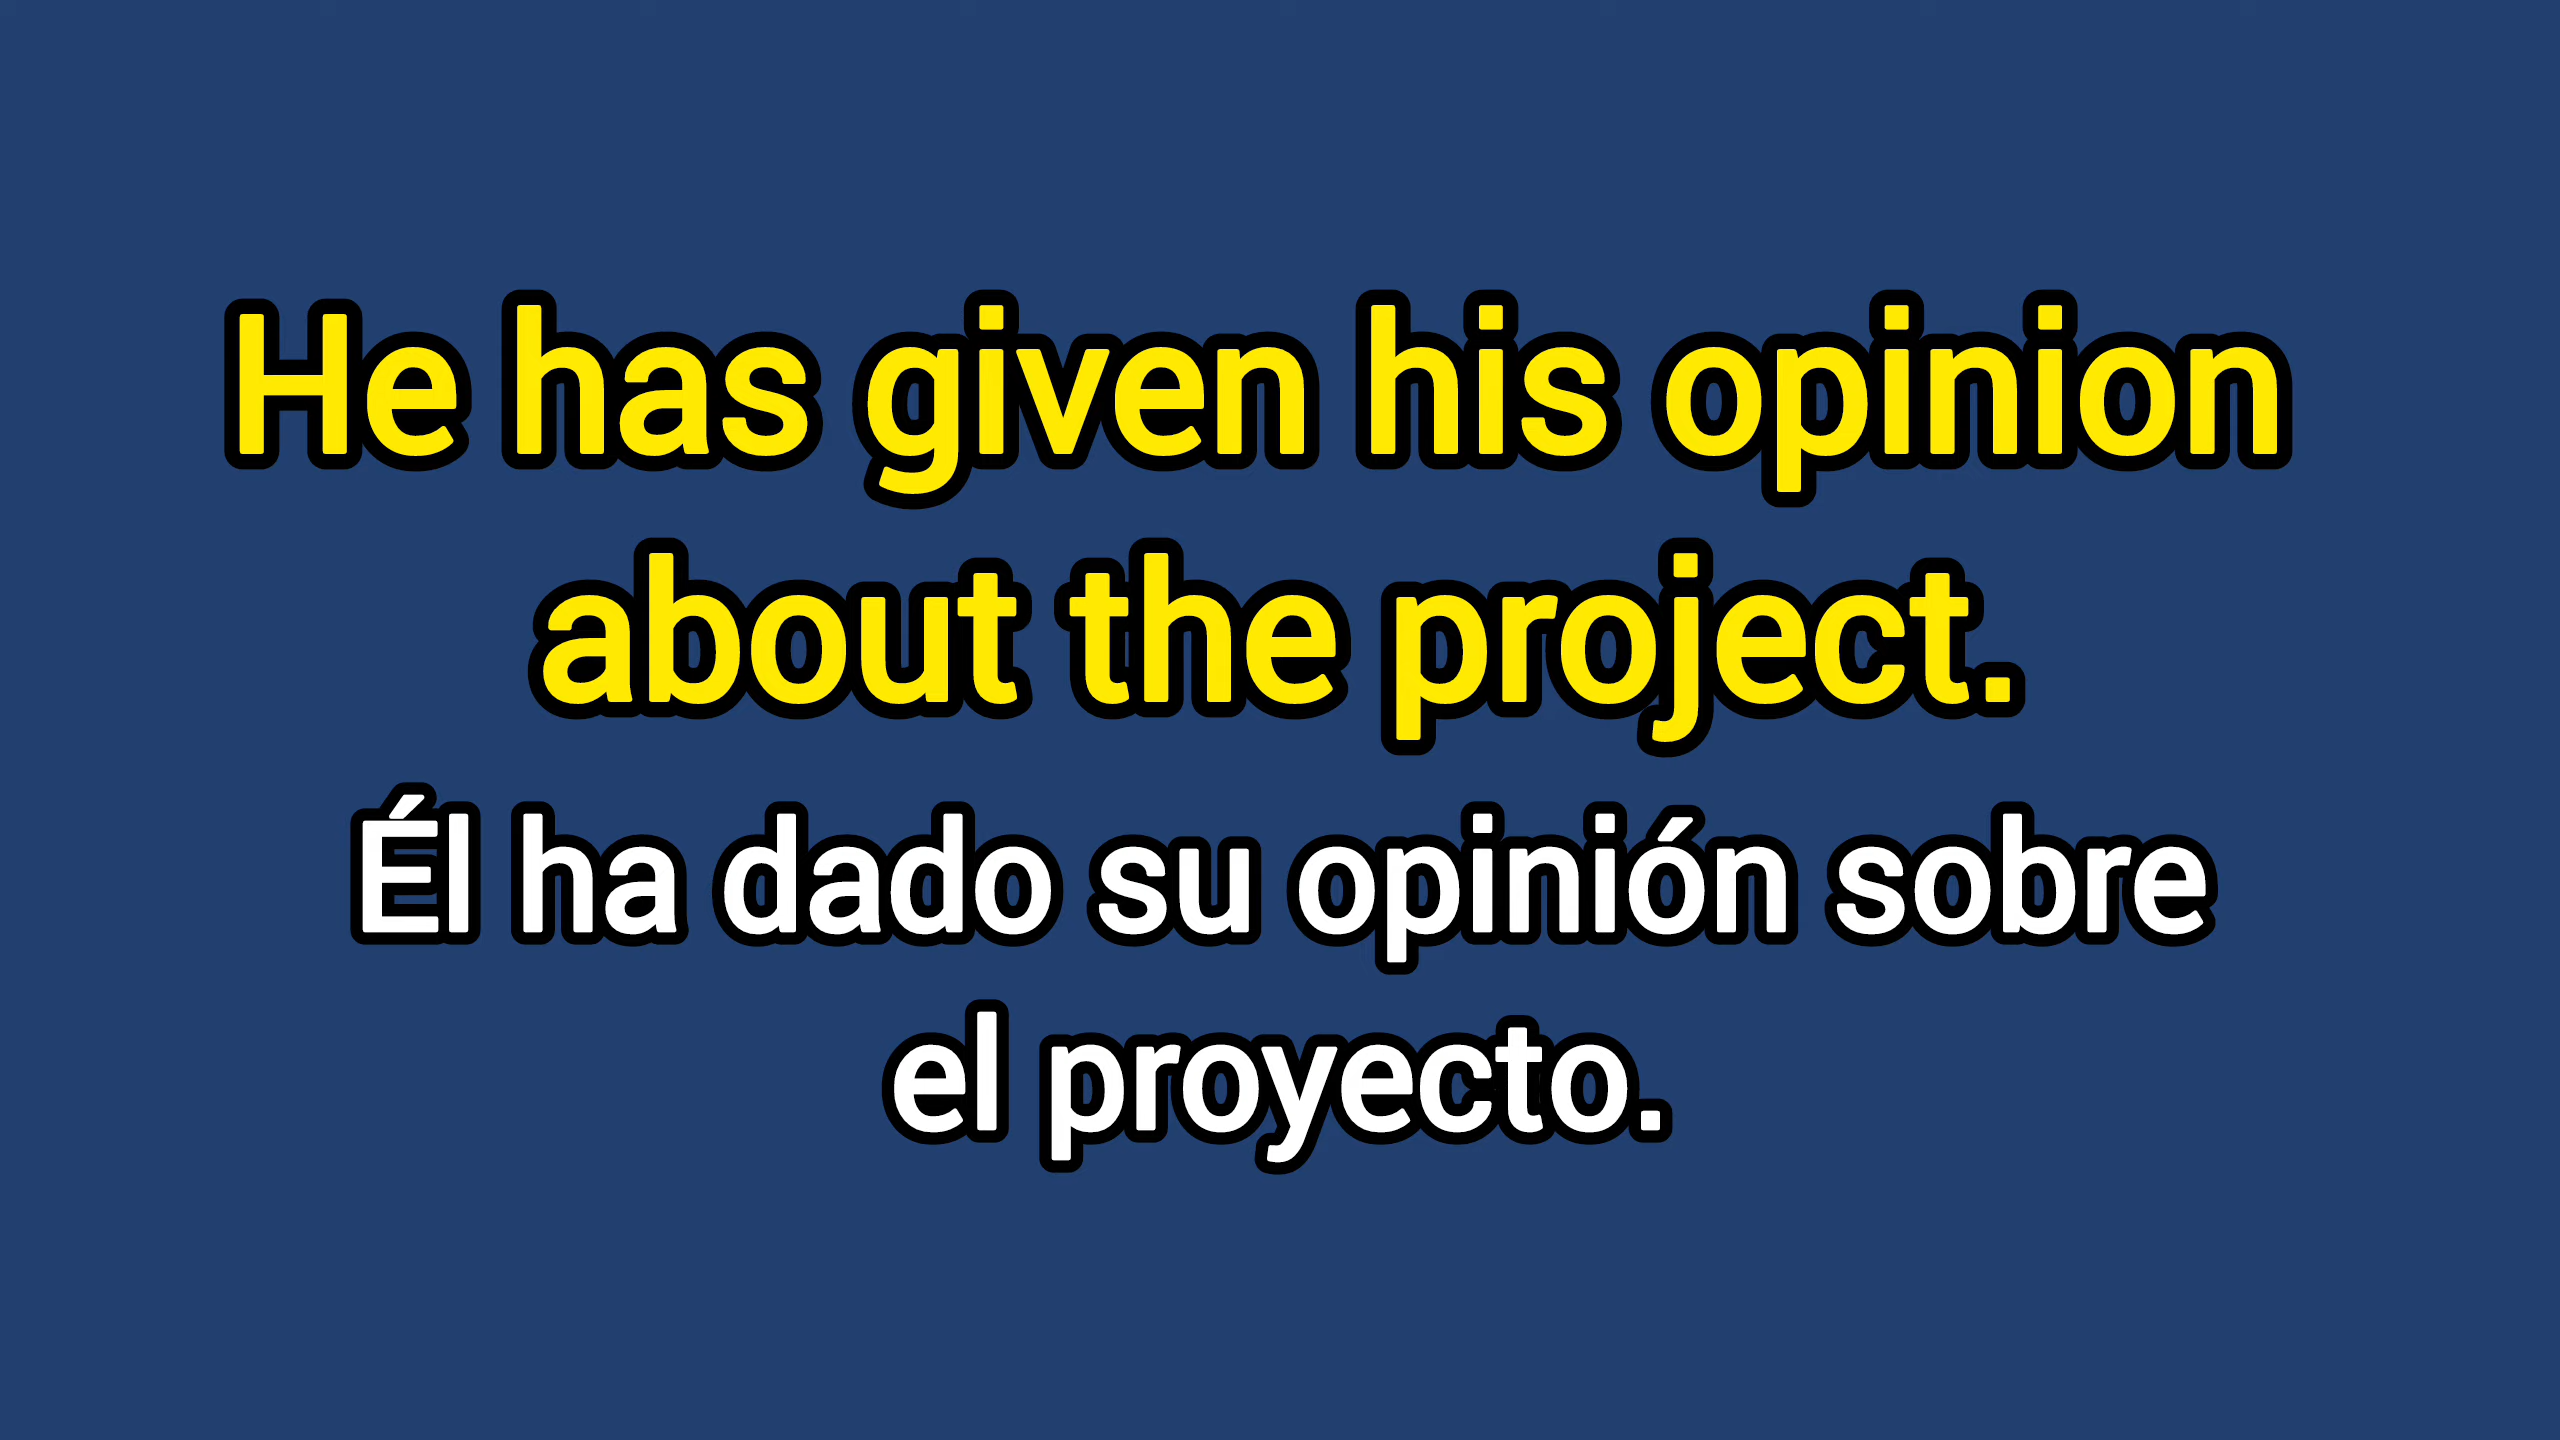 He has given his opinion
about the project.
Él ha dado su opinión sobre
el proyecto.